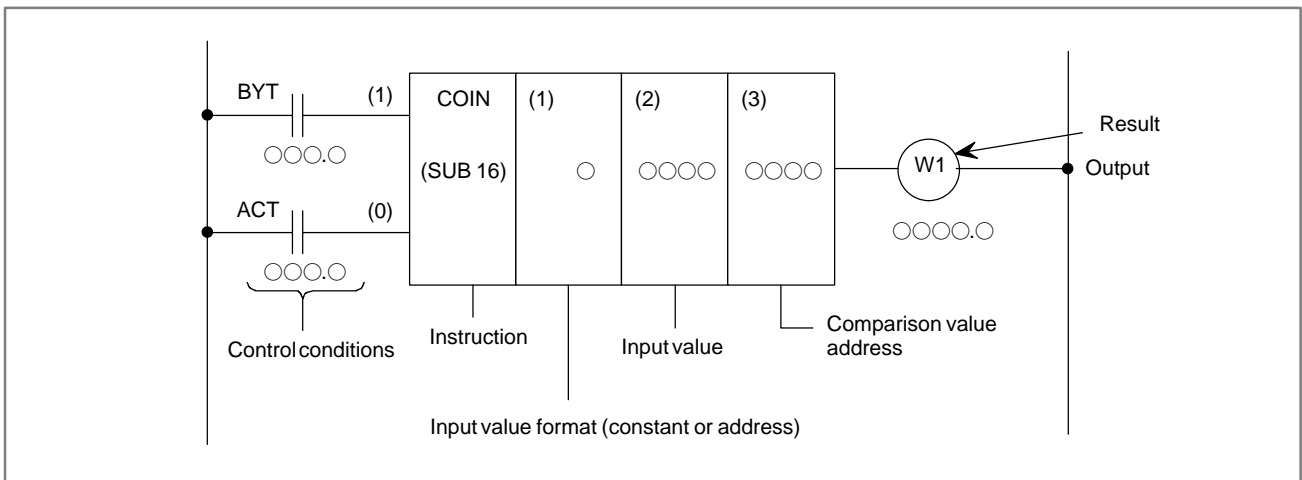 BYT (1) COIN (1) (2) (3)
Result
○○○.○ (SUB 16) ○ ○○○○ ○○○○ W1 Output
ACT (0) ○○○○.○
○○○.○
Control conditions Instruction Input value Comparison value
address
Input value format (constant or address)